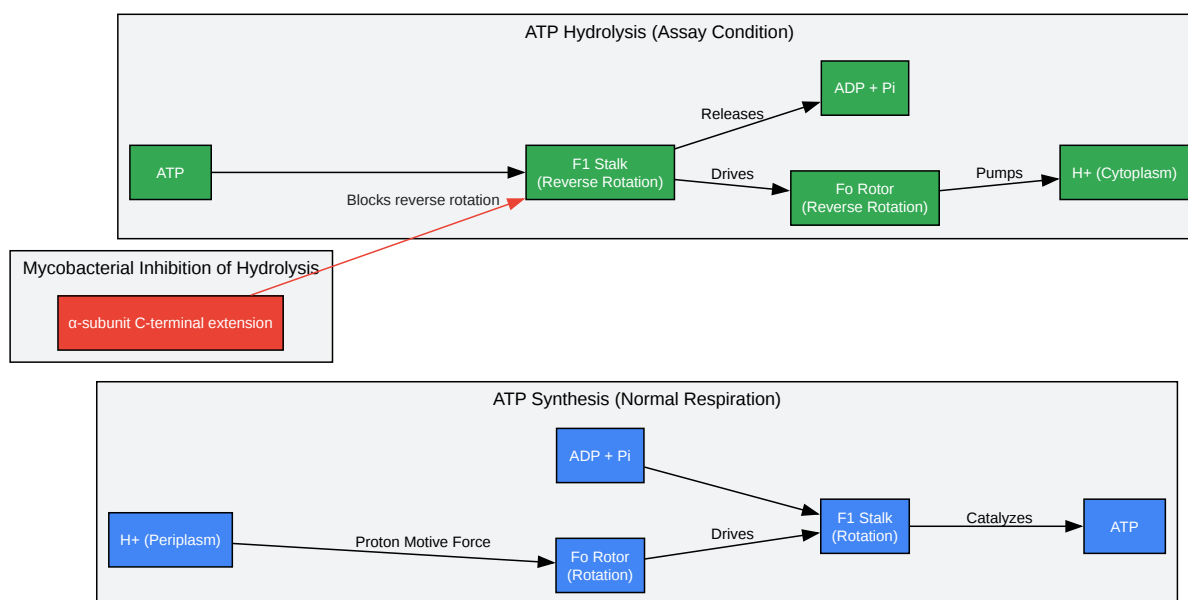 ATP Hydrolysis (Assay Condition)
ADP + Pi
Releases
ATP
F1 Stalk
(Reverse Rotation)
Drives
Fo Rotor
(Reverse Rotation)
Pumps
H+ (Cytoplasm)
Blocks reverse rotation
Mycobacterial Inhibition of Hydrolysis
α-subunit C-terminal extension
ATP Synthesis (Normal Respiration)
ADP + Pi
H+ (Periplasm)
Proton Motive Force
Fo Rotor
(Rotation)
Drives
F1 Stalk
(Rotation)
Catalyzes
ATP